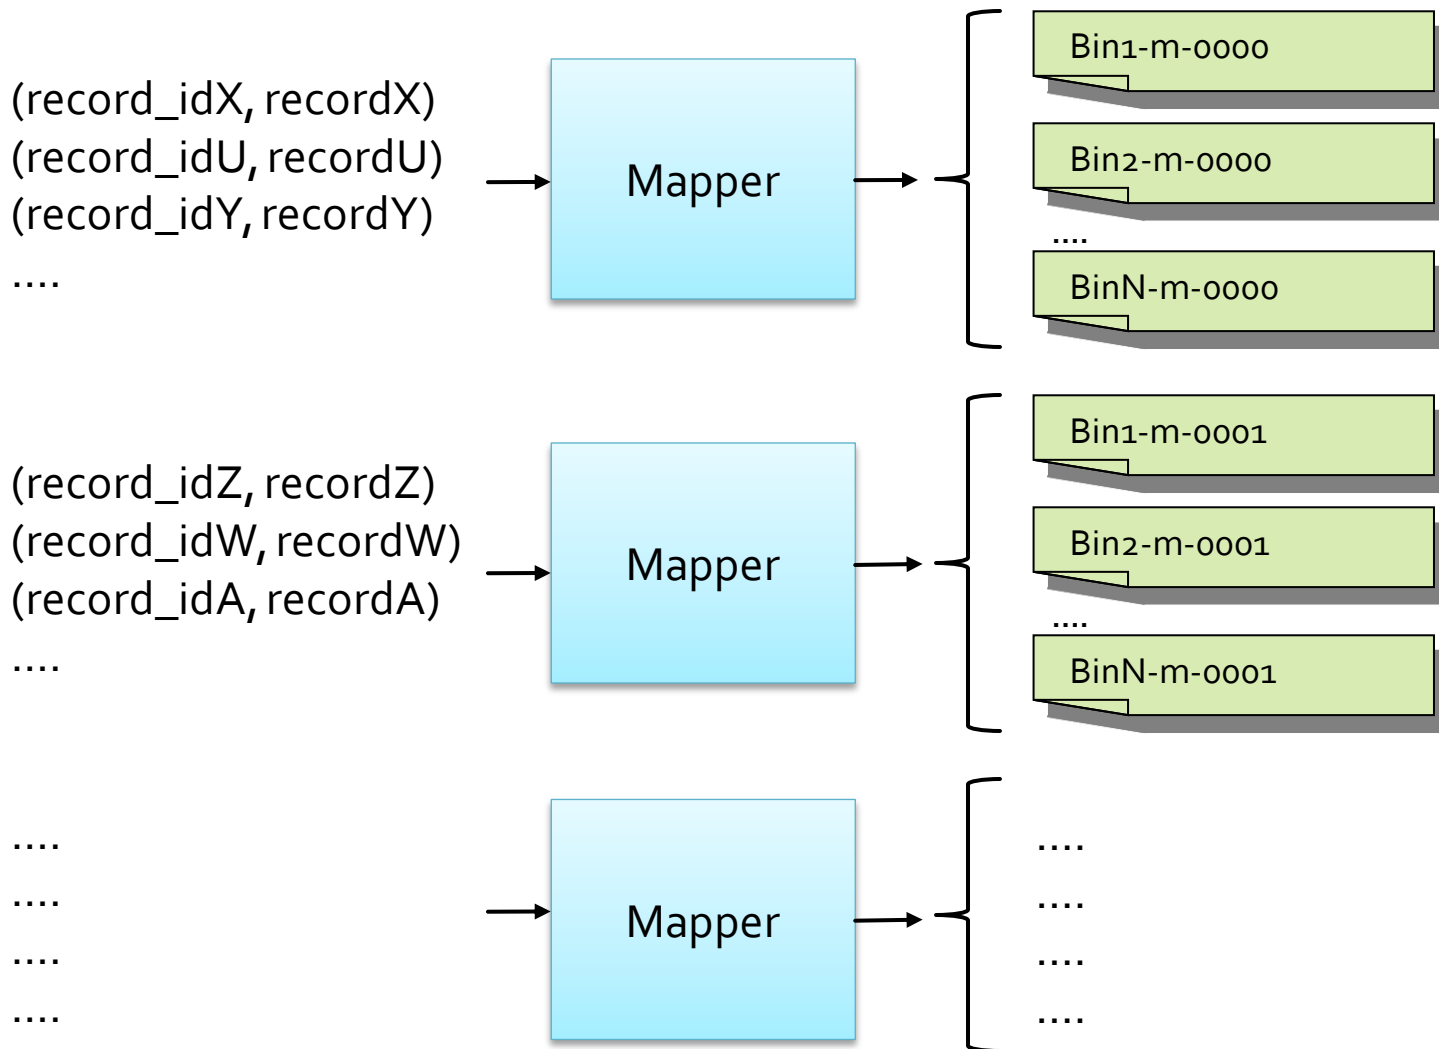 (record_idX, recordX)
(record_idU, recordU)
(record_idY, recordY)
....
Mapper
Bin1-m-0000
Bin2-m-0000
....
BinN-m-0000
(record_idZ, recordZ)
(record_idW, recordW)
(record_idA, recordA)
....
Mapper
Bin1-m-0001
Bin2-m-0001
....
BinN-m-0001
....
....
....
....
Mapper
....
....
....
....